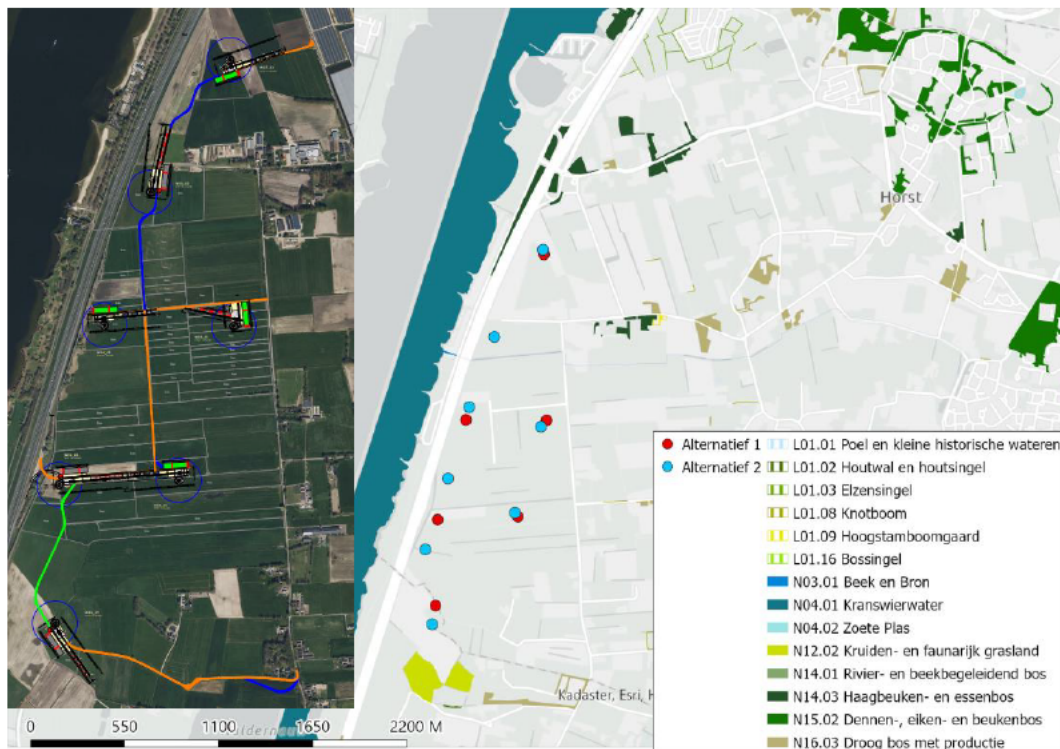 Horst
Alternatief 1
Alternatief 2
L01.01 Poel en kleine historische wateren
L01.02 Houtwal en houtsingel
L01.03 Elzensingel
L01.08 Knotboom
L01.09 Hoogstamboomgaard
L01.16 Bossingel
N03.01 Beek en Bron
N04.01 Kranswierwater
N04.02 Zoete Plas
N12.02 Kruiden- en faunarijk grasland
N14.01 Rivier- en beekbegeleidend bos
N14.03 Haagbeuken- en essenbos
N15.02 Dennen-, eiken- en beukenbos
N16.03 Droog bos met productie
Kadaster, Esri, H
0 550 1100 1650 2200 M